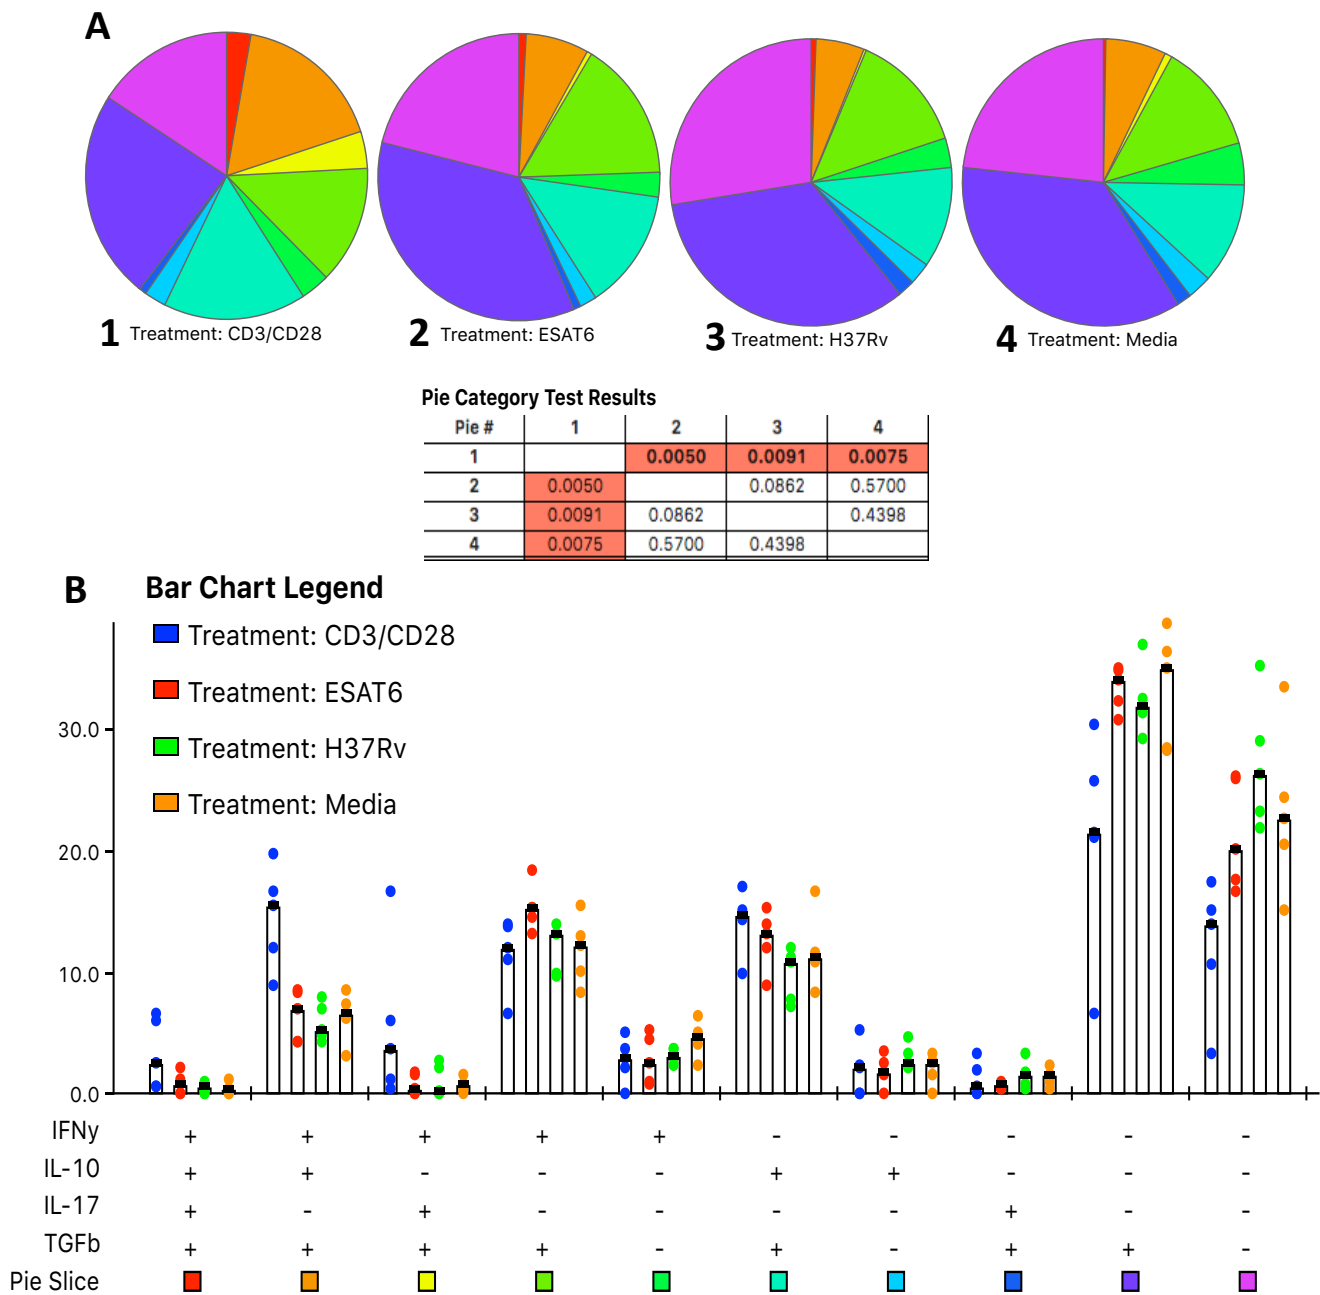 A
1 Treatment: CD3/CD28
2 Treatment: ESAT6
3 Treatment: H37Rv
4 Treatment: Media
Pie Category Test Results
Pie # 1 2 3 4
1 0.0050 0.0091 0.0075
2 0.0050 0.0862 0.5700
3 0.0091 0.0862 0.4398
4 0.0075 0.5700 0.4398
B Bar Chart Legend
Treatment: CD3/CD28
Treatment: ESAT6
Treatment: H37Rv
Treatment: Media
30.0
20.0
10.0
0.0
IFNy + + + + + - - - - -
IL-10 + + - - - + + - - -
IL-17 + - + - - - - + - -
TGFb + + + + - + - + + -
Pie Slice